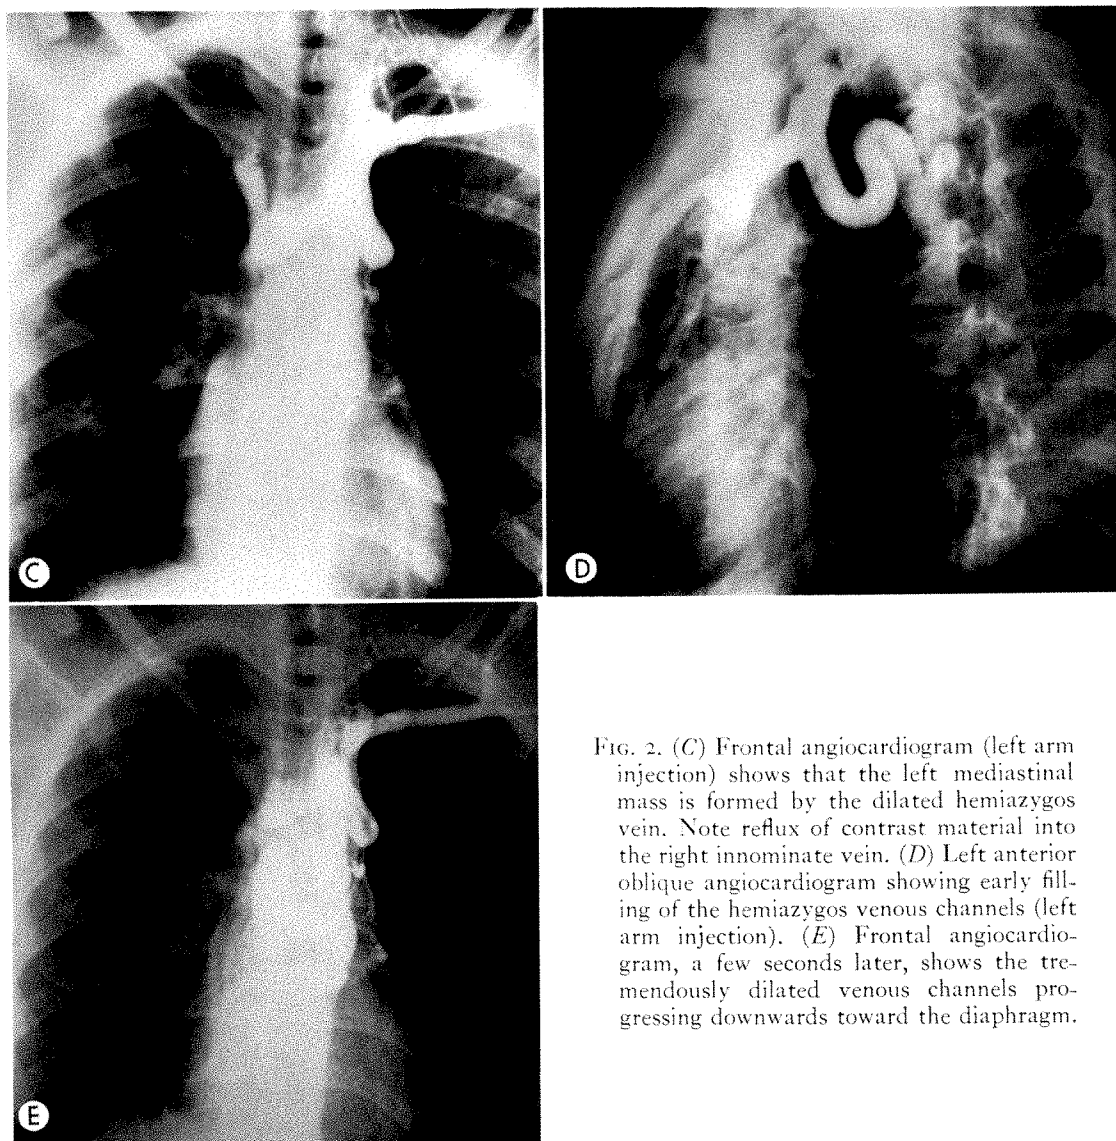 C
D
E
FIG. 2. (C) Frontal angiocardiogram (left arm
injection) shows that the left mediastinal
mass is formed by the dilated hemiazygos
vein. Note reflux of contrast material into
the right innominate vein. (D) Left anterior
oblique angiocardiogram showing early fill-
ing of the hemiazygos venous channels (left
arm injection). (E) Frontal angiocardio-
gram, a few seconds later, shows the tre-
mendously dilated venous channels pro-
gressing downwards toward the diaphragm.